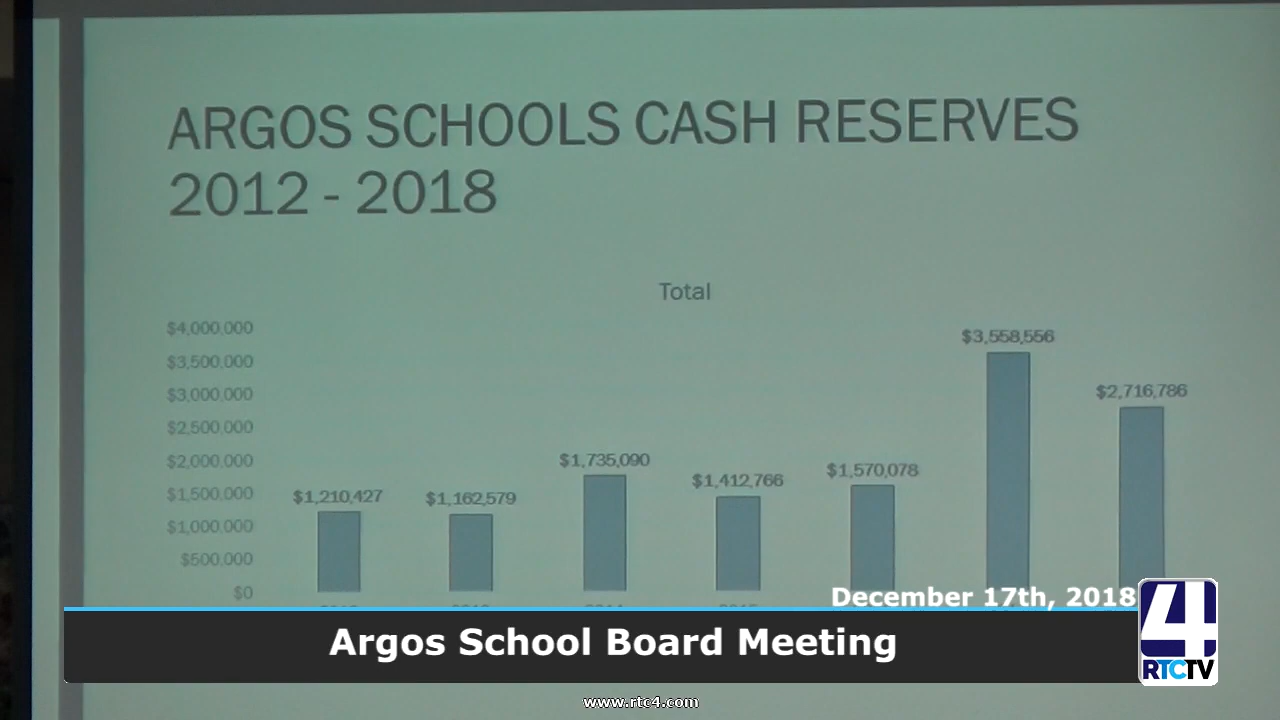 ARGOS SCHOOLS CASH RESERVES
2012 - 2018
Total
$4,000,000
$3,500,000
$3,000,000
$2,500,000
$2,000,000
$1,500,000
$1,000,000
$500,000
$0
$1,210,427
$1,162,579
$1,735,090
$1,412,766
$1,570,078
$3,558,556
$2,716,786
December 17th, 2018
Argos School Board Meeting
4
RTCTV
www.rtc4.com